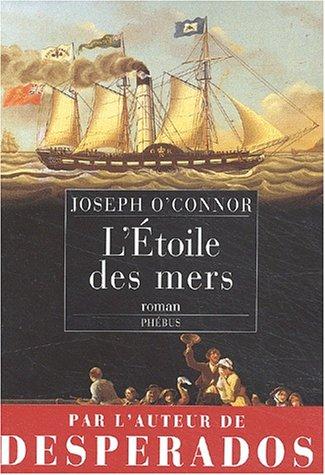 JOSEPH O'CONNOR
L'Étoile
des mers
roman
PHÉBUS
PAR L'AUTEUR DE
DESPERADOS